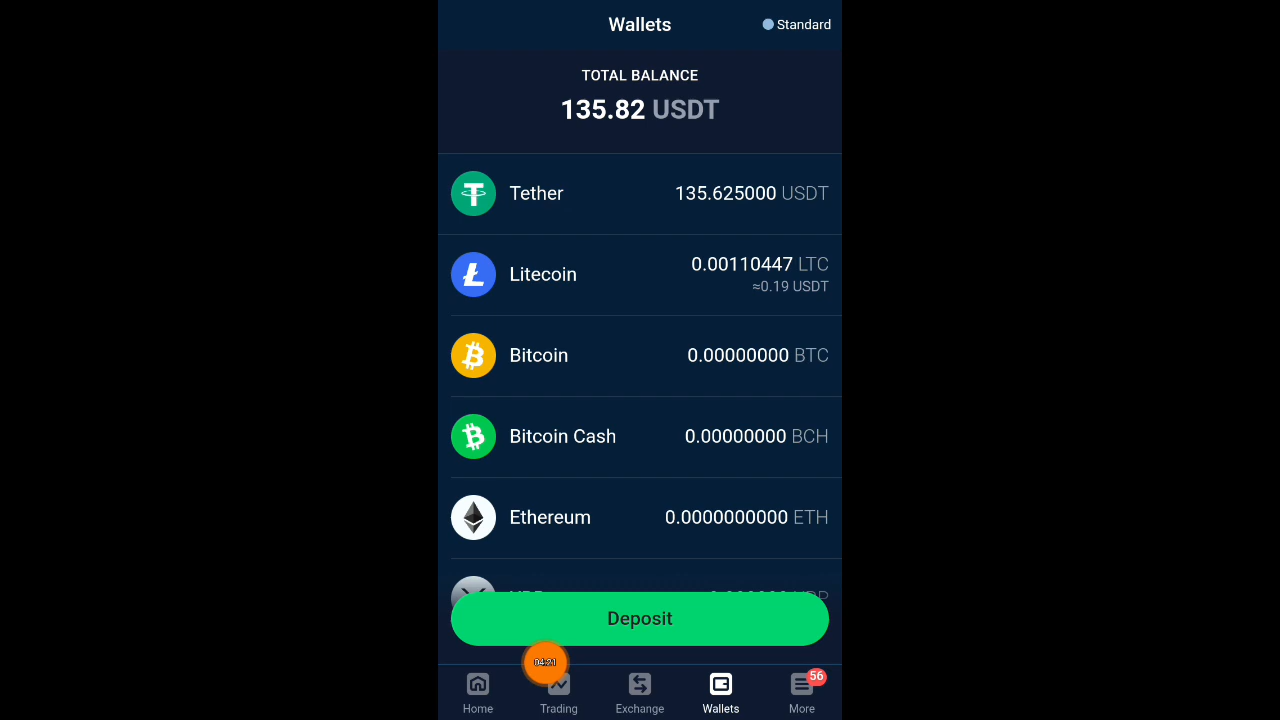 Wallets
Standard
TOTAL BALANCE
135.82 USDT
Tether 135.625000 USDT
Litecoin 0.00110447 LTC
≈0.19 USDT
Bitcoin 0.00000000 BTC
Bitcoin Cash 0.00000000 BCH
Ethereum 0.0000000000 ETH
Deposit
04:21
56
Home Trading Exchange Wallets More